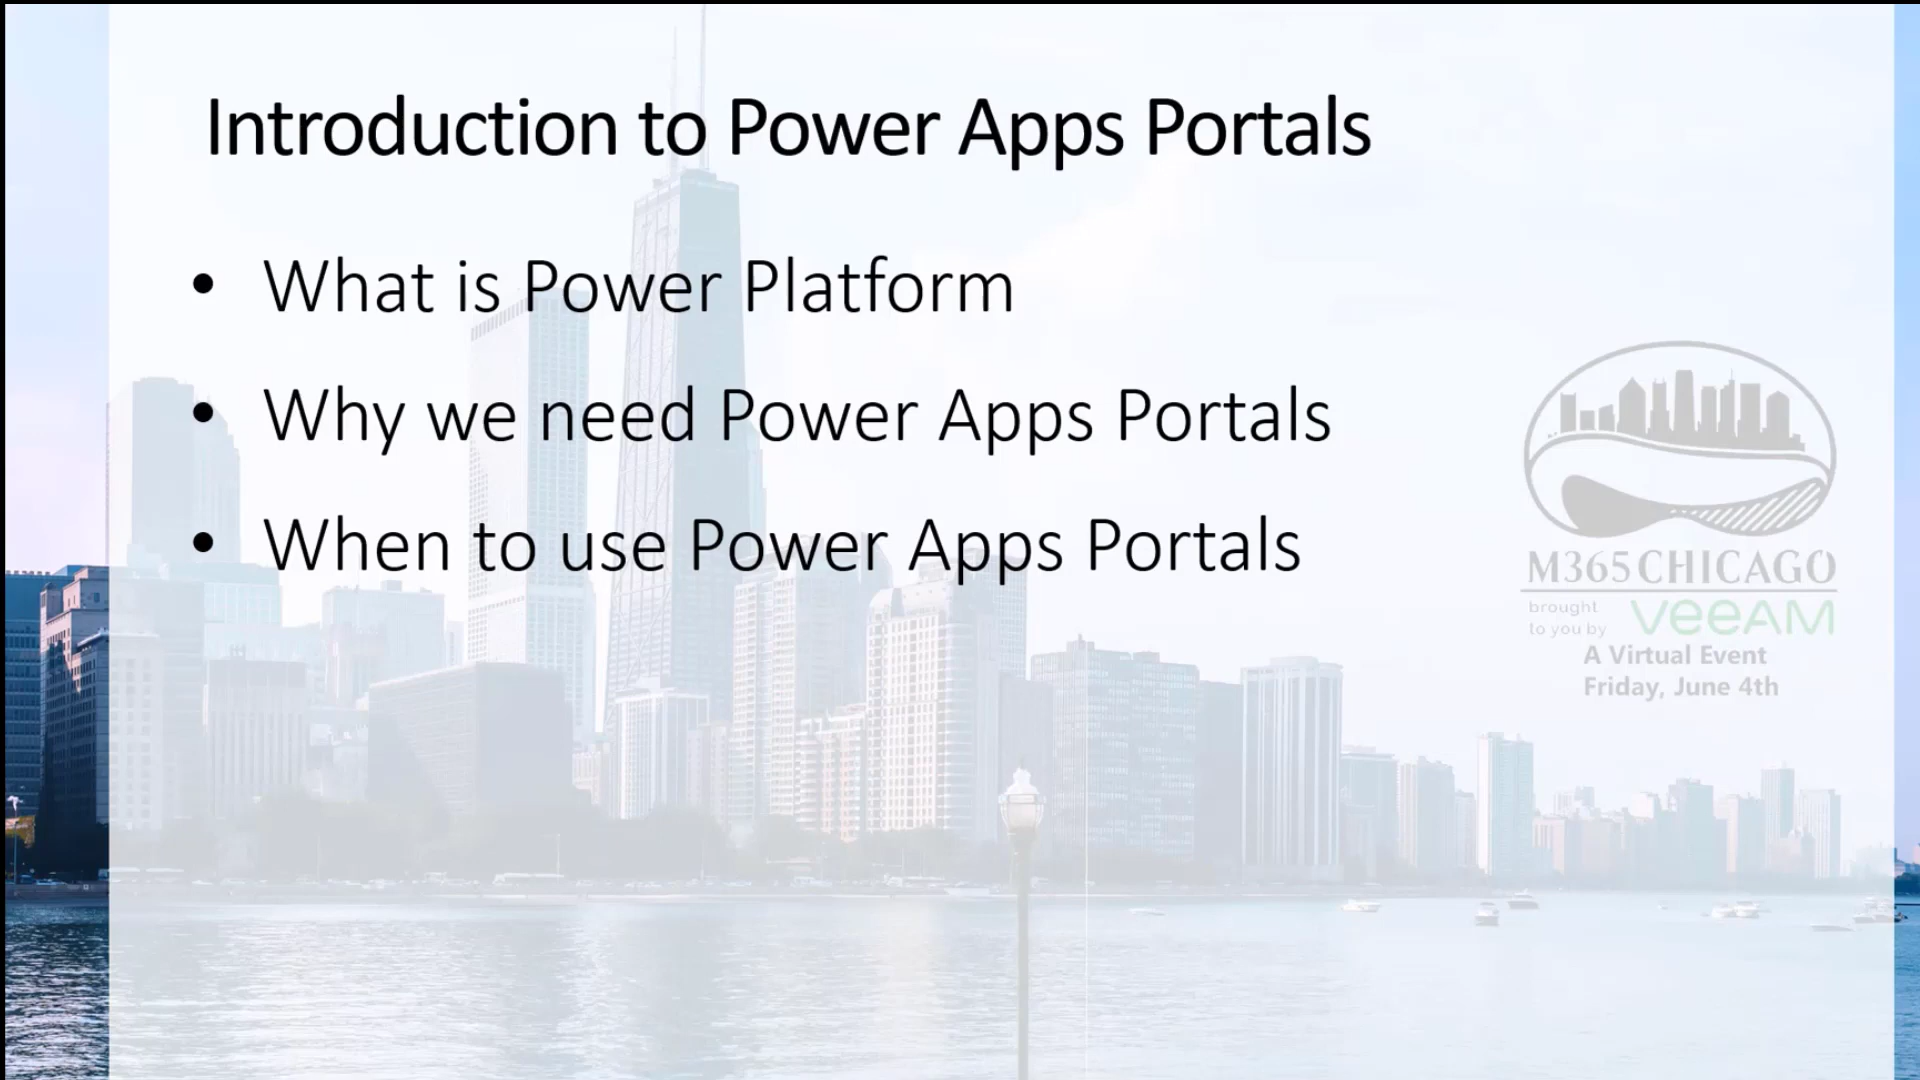 Introduction to Power Apps Portals
• What is Power Platform
• Why we need Power Apps Portals
• When to use Power Apps Portals
M365CHICAGO
brought
to you by veeAM
A Virtual Event
Friday, June 4th